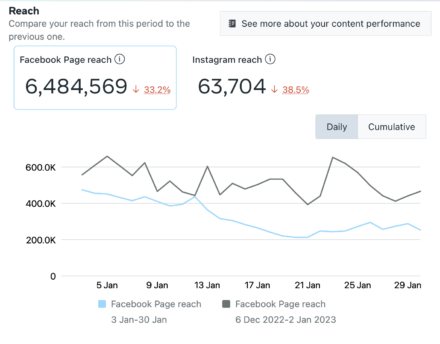 Reach
Compare your reach from this period to the
previous one.
See more about your content performance
Facebook Page reach
6,484,569 ↓ 33.2%
Instagram reach
63,704 ↓ 38.5%
Daily
Cumulative
600.0K
400.0K
200.0K
0
5 Jan 9 Jan 13 Jan 17 Jan 21 Jan 25 Jan 29 Jan
Facebook Page reach
3 Jan-30 Jan
Facebook Page reach
6 Dec 2022-2 Jan 2023